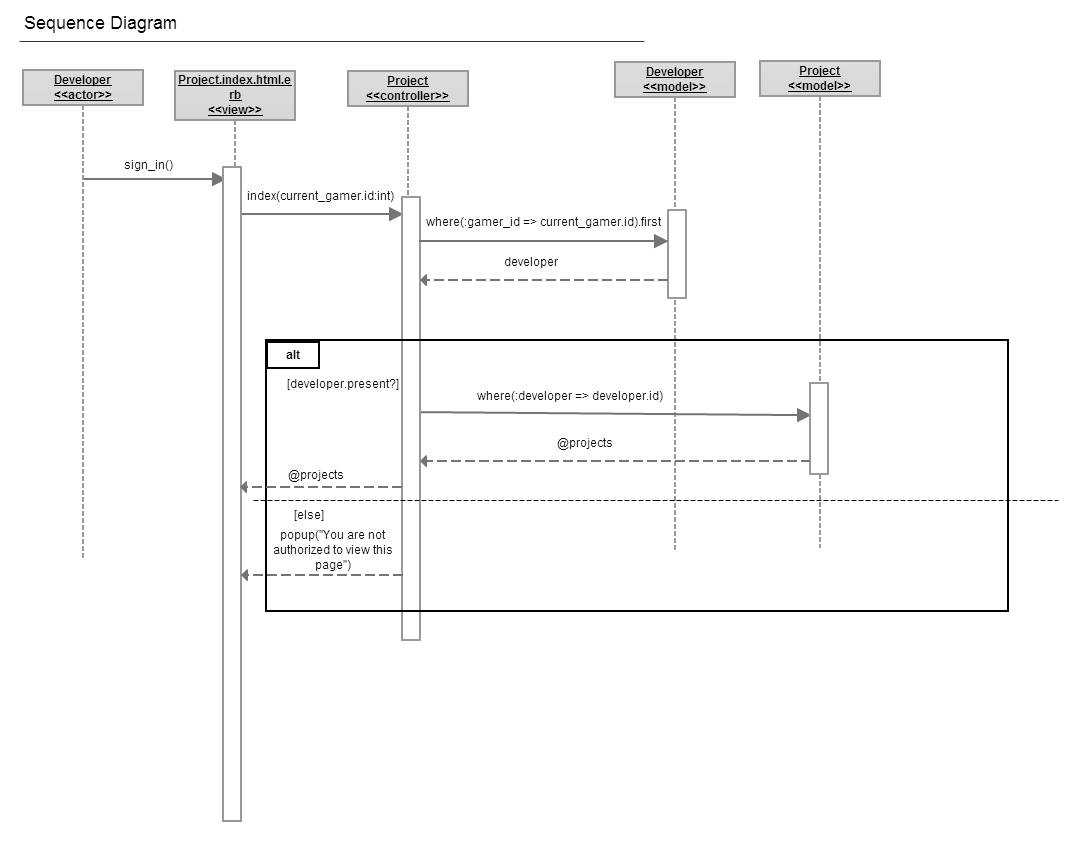 Sequence Diagram
Developer
<<actor>>
Project.index.html.e
rb
<<view>>
Project
<<controller>>
Developer
<<model>>
Project
<<model>>
sign_in()
index(current_gamer.id:int)
where(:gamer_id => current_gamer.id).first
developer
alt
[developer.present?]
where(:developer => developer.id)
@projects
@projects
[else]
popup("You are not
authorized to view this
page")